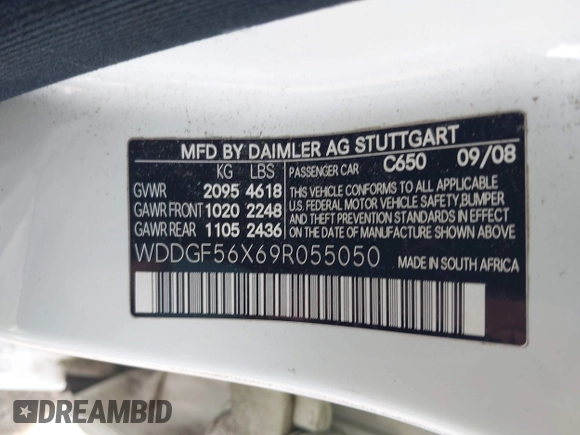 MFD BY DAIMLER AG STUTTGART
KG LBS PASSENGER CAR C650 09/08
GVWR 2095 4618 THIS VEHICLE CONFORMS TO ALL APPLICABLE
GAWR FRONT 1020 2248 U.S. FEDERAL MOTOR VEHICLE SAFETY,BUMPER
GAWR REAR 1105 2436 AND THEFT PREVENTION STANDARDS IN EFFECT
ON THE DATE OF MANUFACTURE SHOWN ABOVE.
WDDGF56X69R055050 MADE IN SOUTH AFRICA
DREAMBID